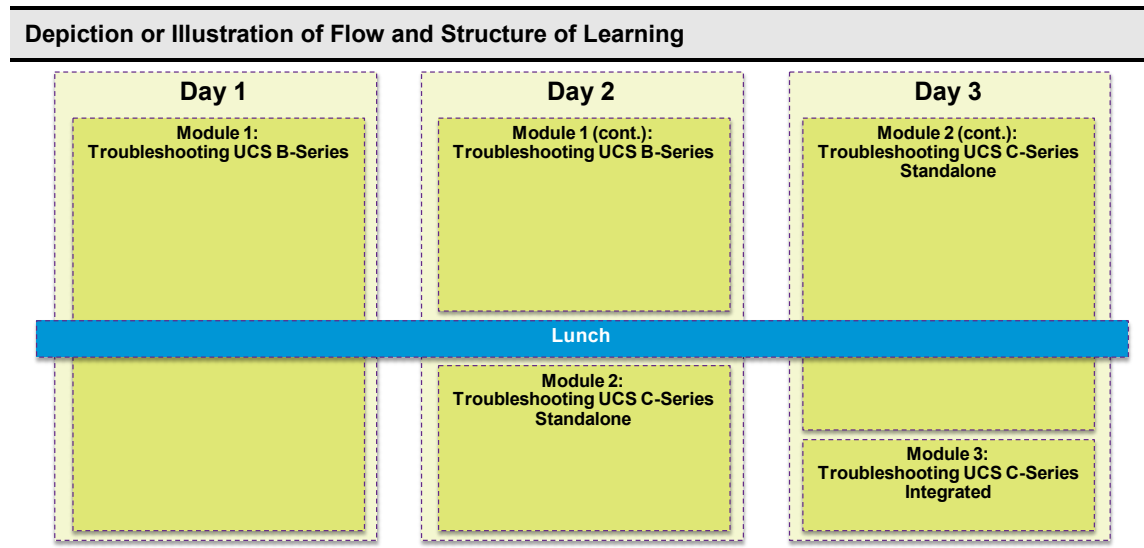 Depiction or Illustration of Flow and Structure of Learning
Day 1
Module 1:
Troubleshooting UCS B-Series
Day 2
Module 1 (cont.):
Troubleshooting UCS B-Series
Day 3
Module 2 (cont.):
Troubleshooting UCS C-Series
Standalone
Lunch
Module 2:
Troubleshooting UCS C-Series
Standalone
Module 3:
Troubleshooting UCS C-Series
Integrated